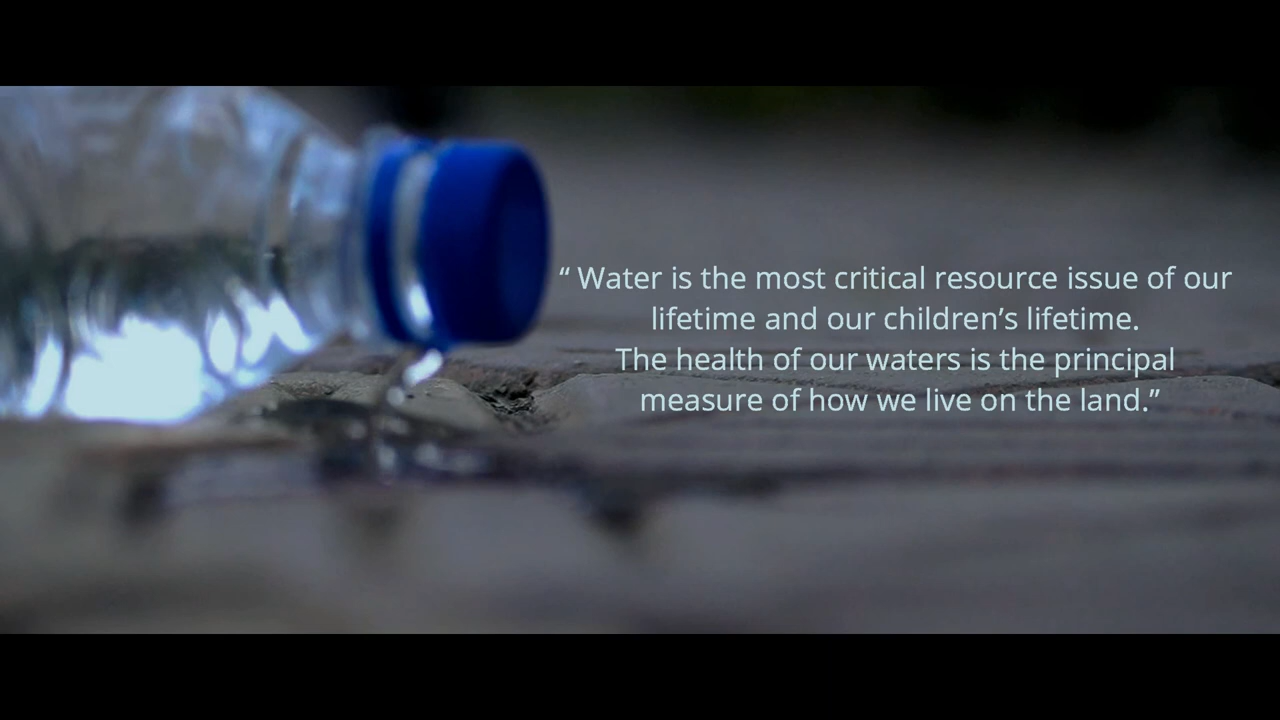 “ Water is the most critical resource issue of our
lifetime and our children’s lifetime.
The health of our waters is the principal
measure of how we live on the land.”